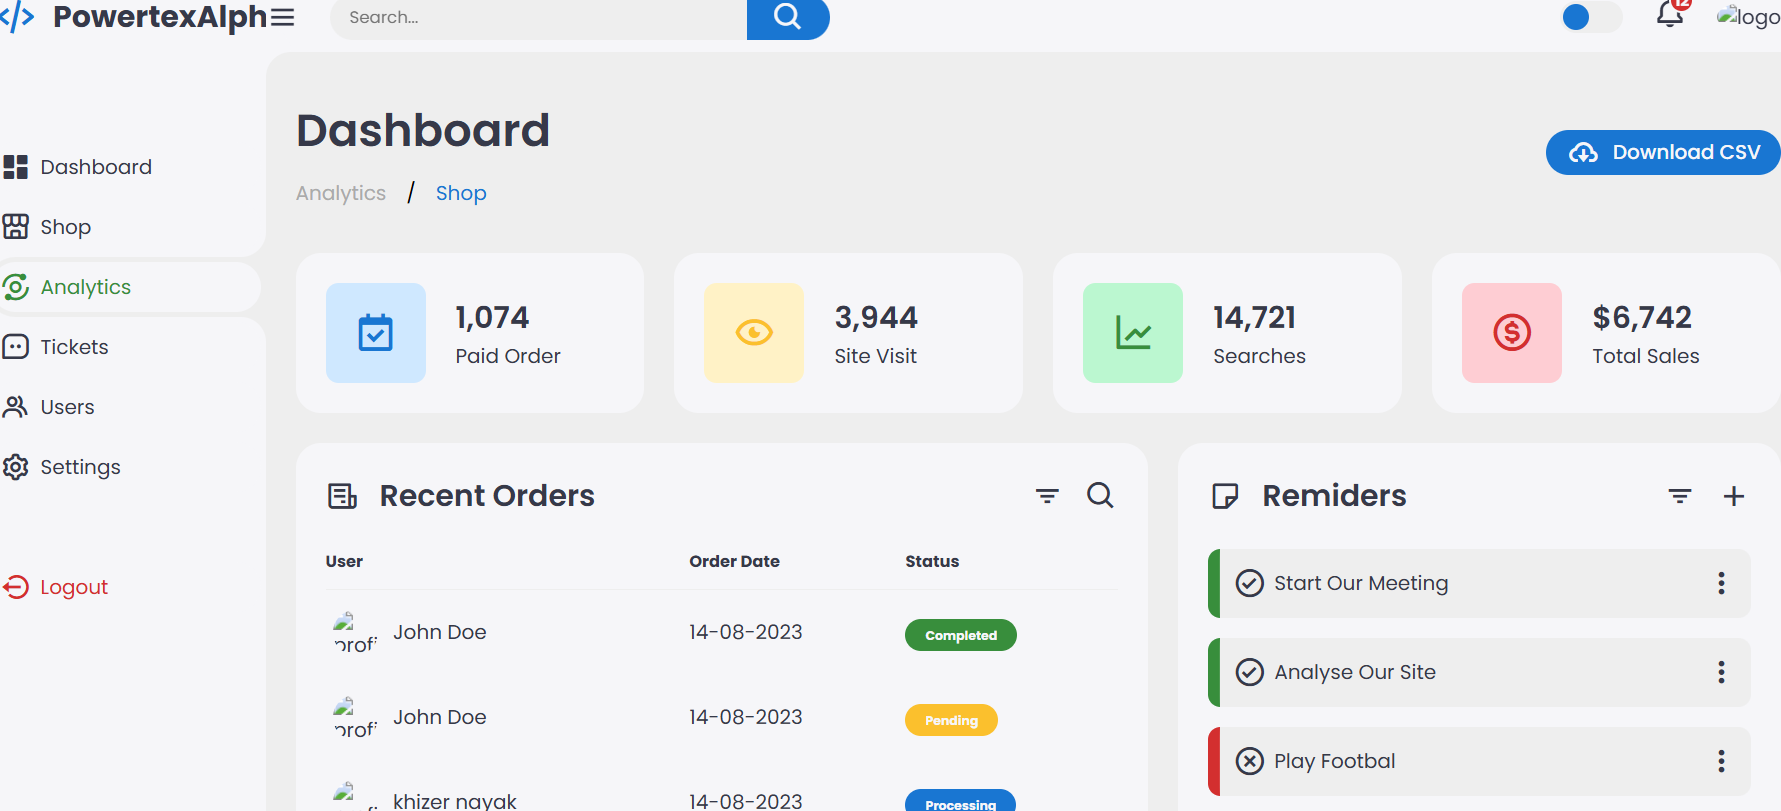 PowertexAlph
Search...
12
logo
Dashboard
Shop
Analytics
Tickets
Users
Settings
Logout
Dashboard
Analytics / Shop
Download CSV
1,074
Paid Order
3,944
Site Visit
14,721
Searches
$6,742
Total Sales
Recent Orders
User Order Date Status
profi John Doe 14-08-2023 Completed
profi John Doe 14-08-2023 Pending
khizer nayak 14-08-2023 Processing
Remiders
Start Our Meeting
Analyse Our Site
Play Footbal